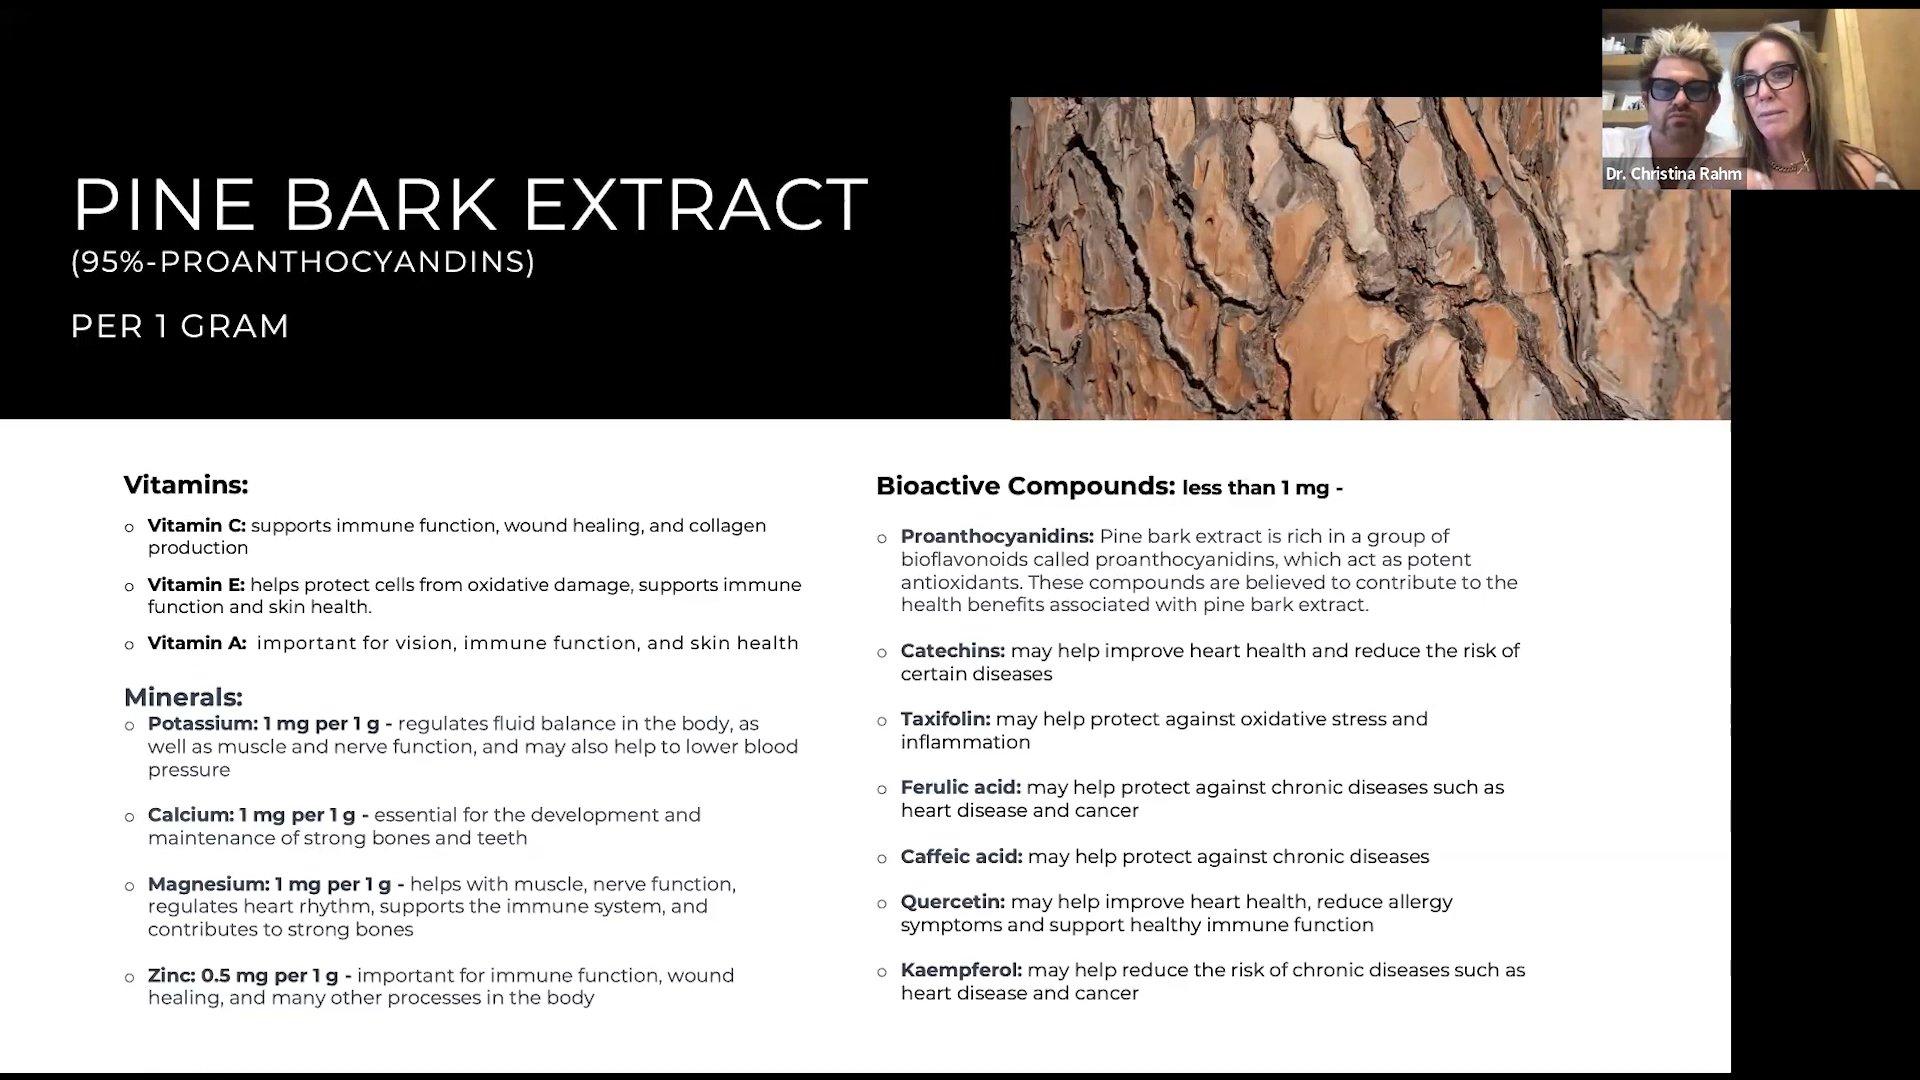 PINE BARK EXTRACT
(95%-PROANTHOCYANDINS)
PER 1 GRAM
Dr. Christina Rahm
Vitamins:
Vitamin C: supports immune function, wound healing, and collagen
production
Vitamin E: helps protect cells from oxidative damage, supports immune
function and skin health.
Vitamin A: important for vision, immune function, and skin health
Minerals:
Potassium: 1 mg per 1 g - regulates fluid balance in the body, as
well as muscle and nerve function, and may also help to lower blood
pressure
Calcium: 1 mg per 1 g - essential for the development and
maintenance of strong bones and teeth
Magnesium: 1 mg per 1 g - helps with muscle, nerve function,
regulates heart rhythm, supports the immune system, and
contributes to strong bones
Zinc: 0.5 mg per 1 g - important for immune function, wound
healing, and many other processes in the body
Bioactive Compounds: less than 1 mg -
Proanthocyanidins: Pine bark extract is rich in a group of
bioflavonoids called proanthocyanidins, which act as potent
antioxidants. These compounds are believed to contribute to the
health benefits associated with pine bark extract.
Catechins: may help improve heart health and reduce the risk of
certain diseases
Taxifolin: may help protect against oxidative stress and
inflammation
Ferulic acid: may help protect against chronic diseases such as
heart disease and cancer
Caffeic acid: may help protect against chronic diseases
Quercetin: may help improve heart health, reduce allergy
symptoms and support healthy immune function
Kaempferol: may help reduce the risk of chronic diseases such as
heart disease and cancer